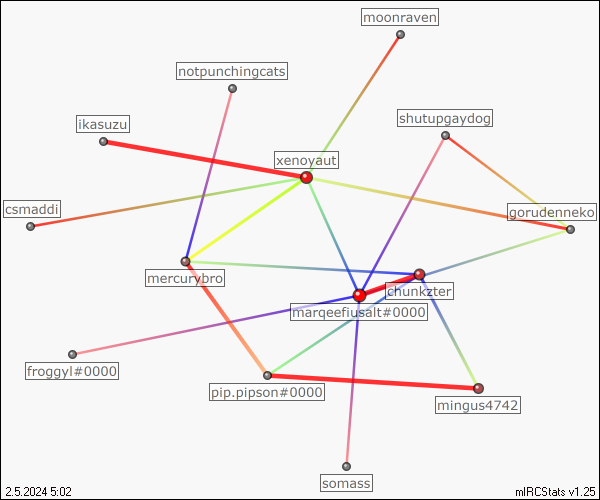 moonraven
notpunchingcats
shutupgaydog
ikasuzu
xenoyaut
csmaddi
gorudenneko
mercurybro
chunkzter
marqeefiusalt#0000
froggyl#0000
pip.pipson#0000
mingus4742
somass
2.5.2024 5:02
mIRCStats v1.25